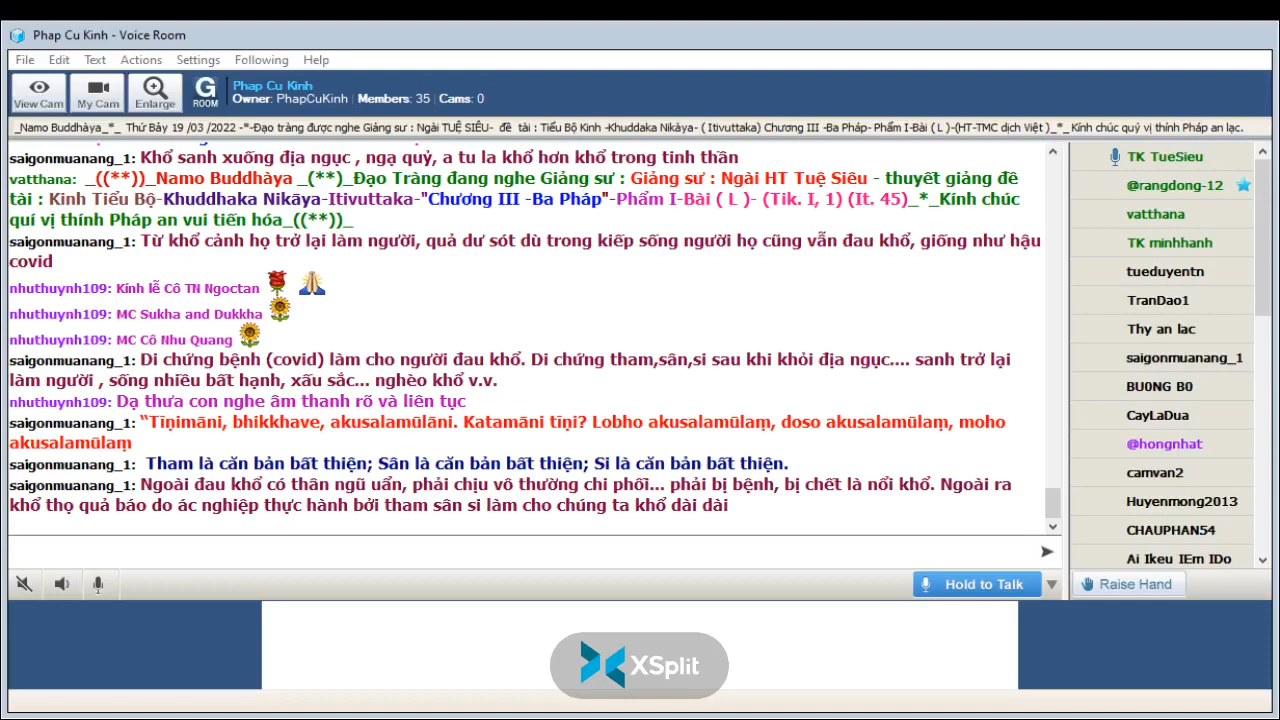 Phap Cu Kinh - Voice Room
File Edit Text Actions Settings Following Help
View Cam My Cam Enlarge G ROOM
Phap Cu Kinh
Owner: PhapCuKinh Members: 35 Cams: 0
_Namo Buddhàya_*_ Thứ Bảy 19 /03 /2022 -*-Đạo tràng được nghe Giảng sư : Ngài TUỆ SIÊU- đề tài : Tiểu Bộ Kinh -Khuddaka Nikàya- ( Itivuttaka) Chương III -Ba Pháp- Phẩm I-Bài ( L )-(HT-TMC dịch Việt )_*_ Kính chúc quý vị thính Pháp an lạc.
saigonmuanang_1: Khổ sanh xuống địa ngục , ngạ quỷ, a tu la khổ hơn khổ trong tinh thần
vatthana: _((**))_Namo Buddhàya _(**)_Đạo Tràng đang nghe Giảng sư : Giảng sư : Ngài HT Tuệ Siêu - thuyết giảng đề
tài : Kinh Tiểu Bộ-Khuddhaka Nikāya-Itivuttaka-"Chương III -Ba Pháp"-Phẩm I-Bài ( L )- (Tik. I, 1) (It. 45)_*_Kính chúc
quí vị thính Pháp an vui tiến hóa_((**))_
saigonmuanang_1: Từ khổ cảnh họ trở lại làm người, quả dư sót dù trong kiếp sống người họ cũng vẫn đau khổ, giống như hậu
covid
nhuthuynh109: Kính lễ Cô TN Ngoctan
nhuthuynh109: MC Sukha and Dukkha
nhuthuynh109: MC Cô Nhu Quang
saigonmuanang_1: Di chứng bệnh (covid) làm cho người đau khổ. Di chứng tham,sân,si sau khi khỏi địa ngục.... sanh trở lại
làm người , sống nhiều bất hạnh, xấu sắc... nghèo khổ v.v.
nhuthuynh109: Dạ thưa con nghe âm thanh rõ và liên tục
saigonmuanang_1: “Tīṇimāni, bhikkhave, akusalamūlāni. Katamāni tīṇi? Lobho akusalamūlaṃ, doso akusalamūlaṃ, moho
akusalamūlaṃ
saigonmuanang_1: Tham là căn bản bất thiện; Sân là căn bản bất thiện; Si là căn bản bất thiện.
saigonmuanang_1: Ngoài đau khổ có thân ngũ uẩn, phải chịu vô thường chi phối... phải bị bệnh, bị chết là nổi khổ. Ngoài ra
khổ thọ quả báo do ác nghiệp thực hành bởi tham sân si làm cho chúng ta khổ dài dài
TK TueSieu
@rangdong-12
vatthana
TK minhhanh
tueduyentn
TranDao1
Thy an lac
saigonmuanang_1
BU0NG B0
CayLaDua
@hongnhat
camvan2
Huyenmong2013
CHAUPHAN54
Ai Ikeu IEm IDo
Hold to Talk
Raise Hand
XSplit